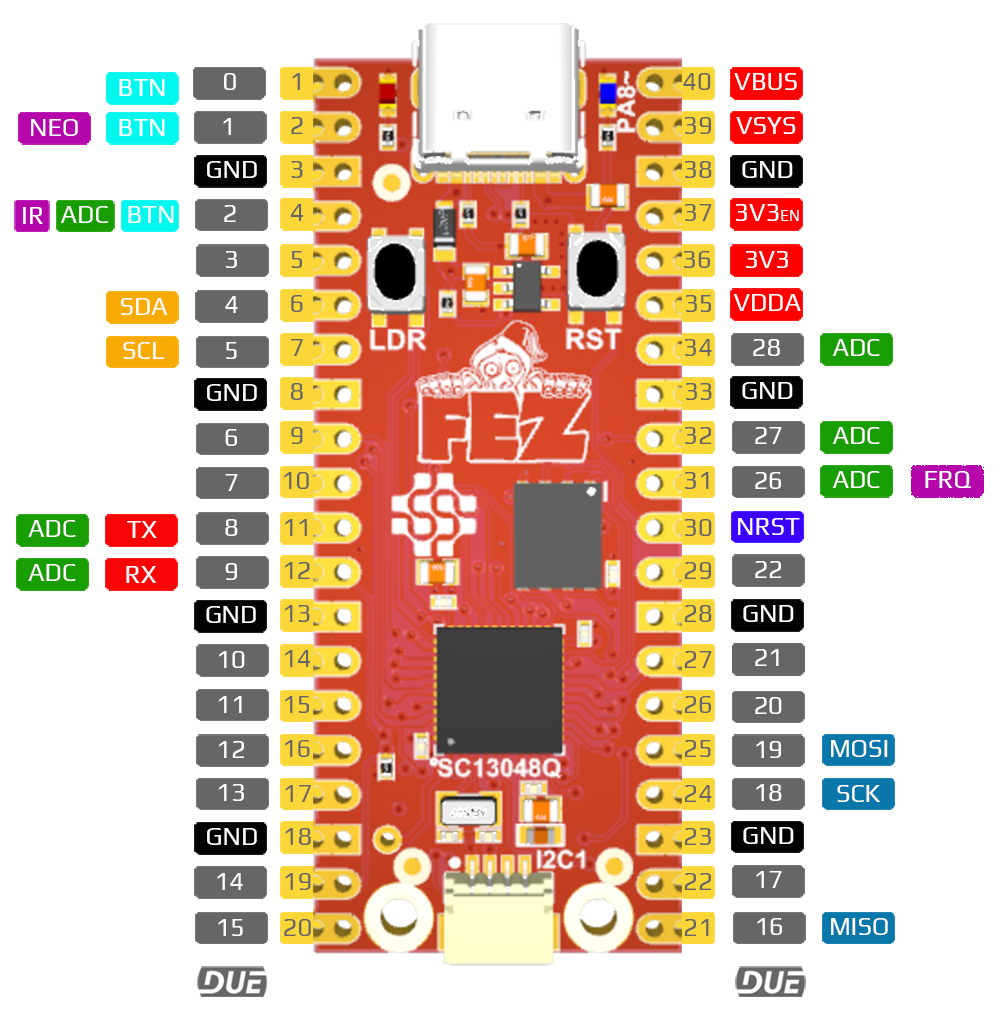 BTN 0 1 40 VBUS
NEO BTN 1 2 39 VSYS
PA8~
GND 3 38 GND
IR ADC BTN 2 4 37 3V3EN
3 5 36 3V3
SDA 4 6 35 VDDA
LDR RST
SCL 5 7 34 28 ADC
GND 8 33 GND
FEZ
6 9 32 27 ADC
7 10 31 26 ADC FRQ
ADC TX 8 11 30 NRST
ADC RX 9 12 29 22
GND 13 28 GND
10 14 27 21
11 15 26 20
12 16 25 19 MOSI
SC13048Q
13 17 24 18 SCK
GND 18 23 GND
I2C1
14 19 22 17
15 20 21 16 MISO
DUE DUE